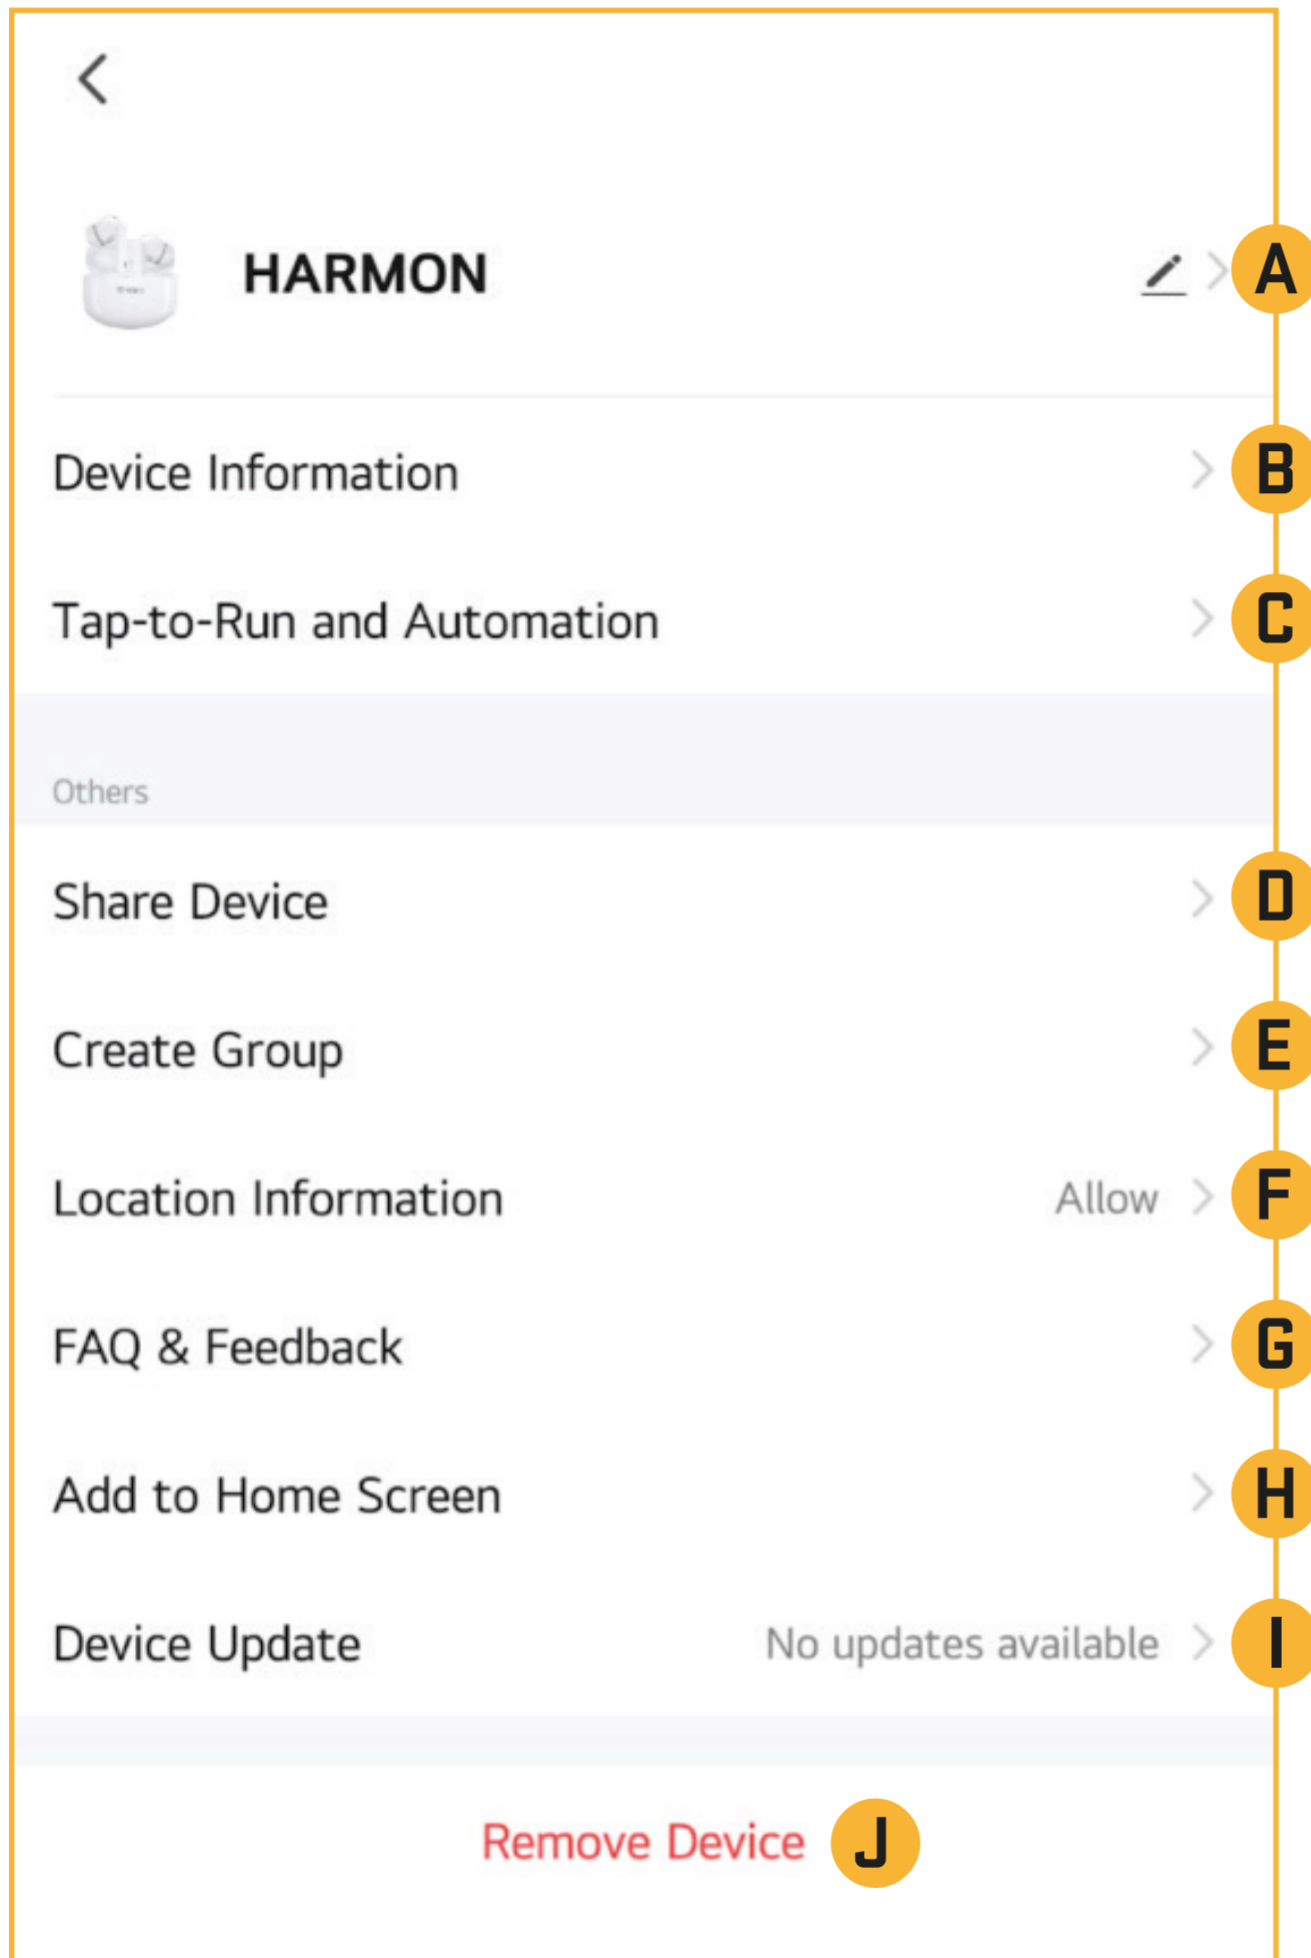 HARMON A
Device Information B
Tap-to-Run and Automation C
Others
Share Device D
Create Group E
Location Information Allow F
FAQ & Feedback G
Add to Home Screen H
Device Update No updates available I
Remove Device J